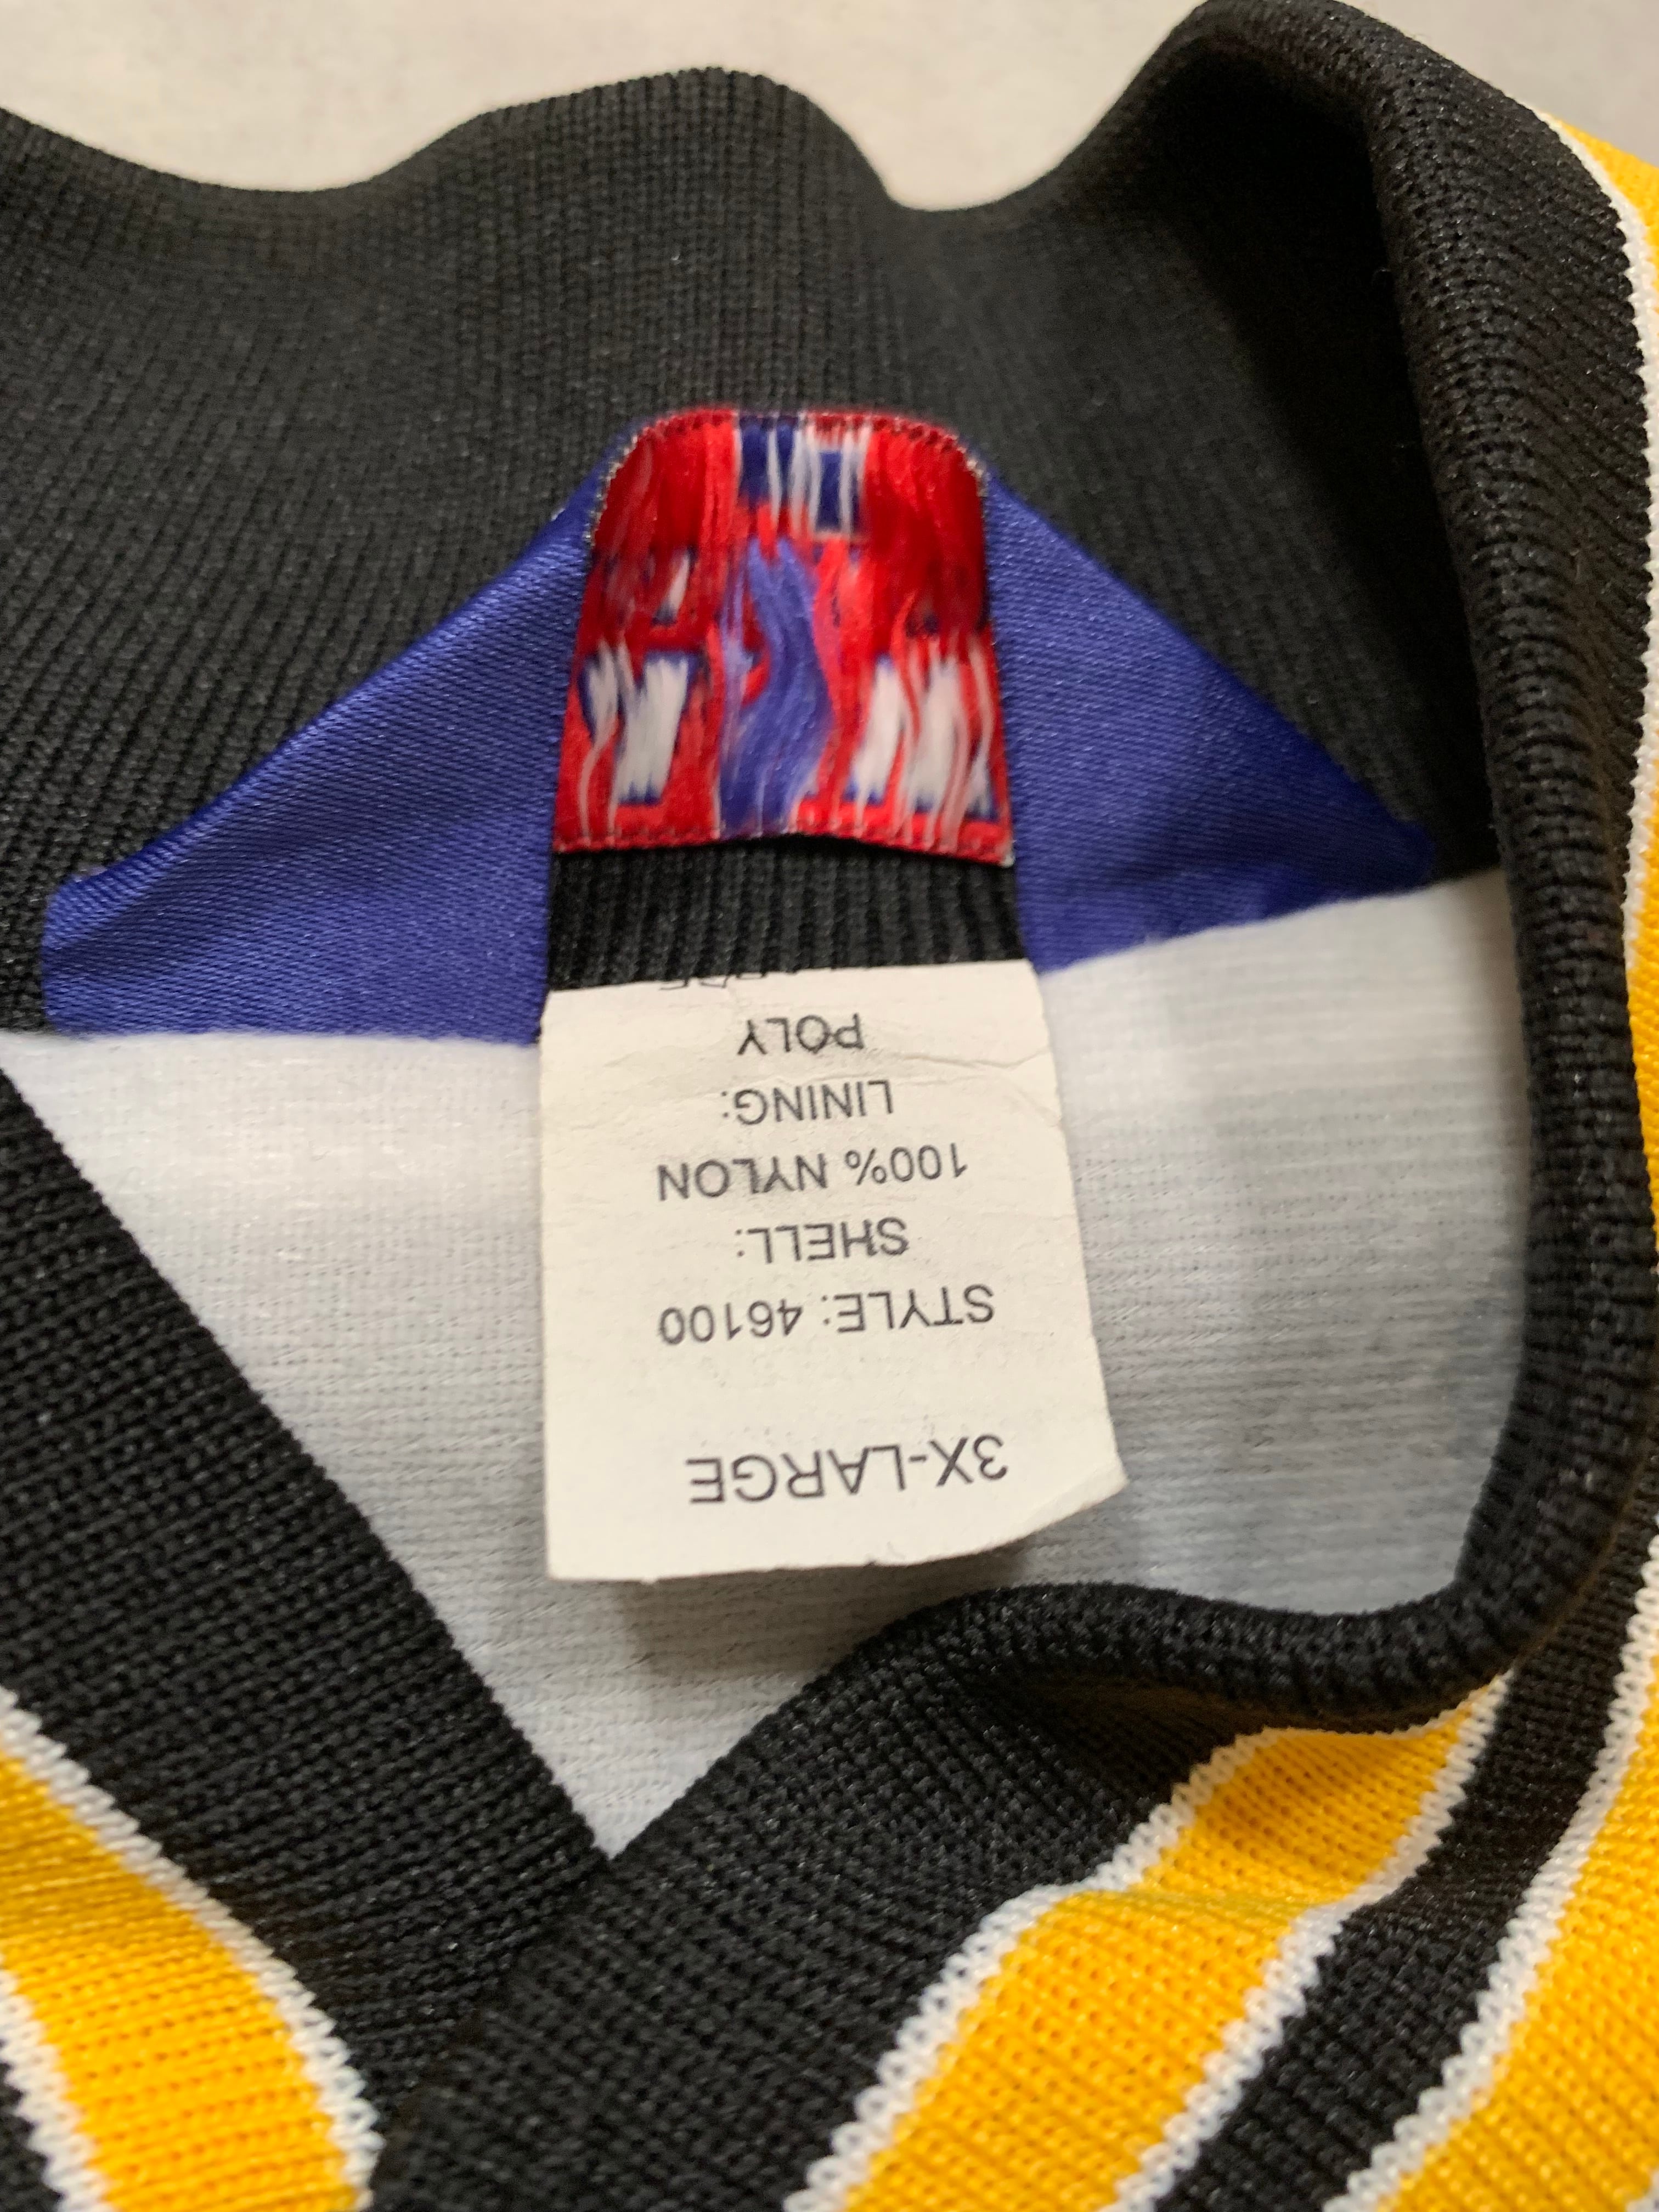 3X-LARGE
STYLE: 46100
SHELL:
100% NYLON
LINING:
POLY